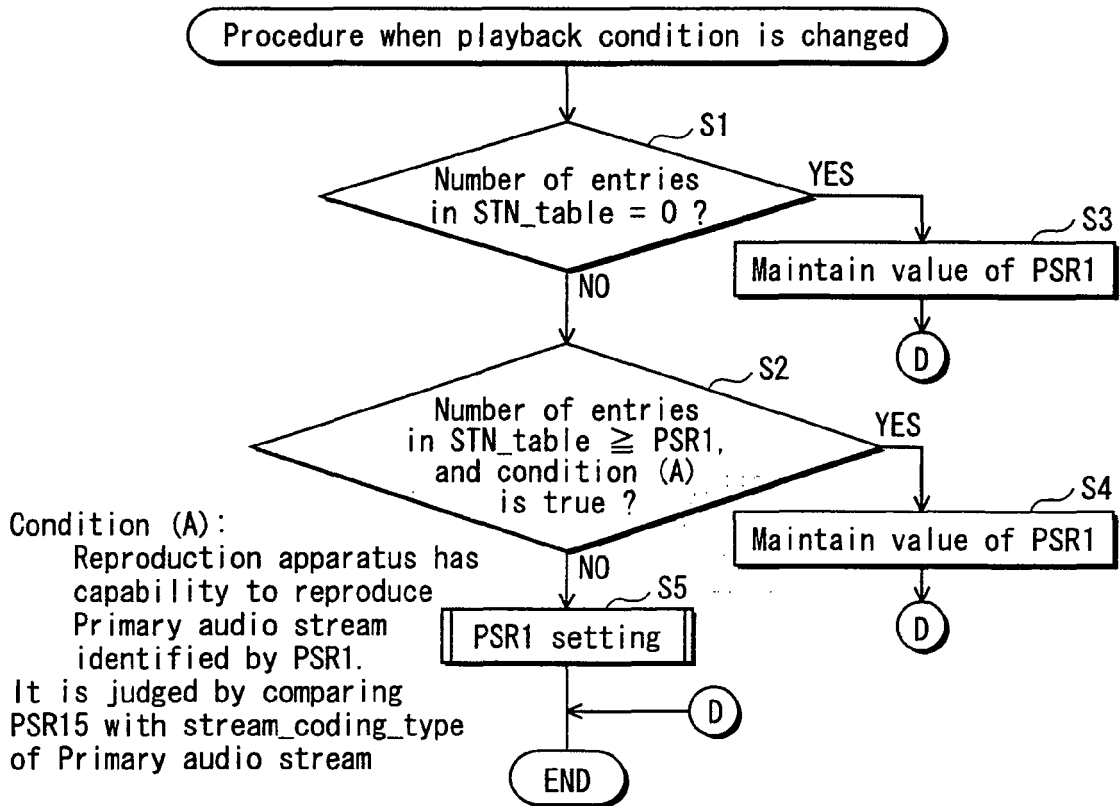 Procedure when playback condition is changed
S1
Number of entries
in STN_table = 0 ?
YES
S3
Maintain value of PSR1
D
NO
S2
Number of entries
in STN_table ≧ PSR1,
and condition (A)
is true ?
YES
S4
Maintain value of PSR1
D
NO
S5
PSR1 setting
D
END
Condition (A):
Reproduction apparatus has
capability to reproduce
Primary audio stream
identified by PSR1.
It is judged by comparing
PSR15 with stream_coding_type
of Primary audio stream